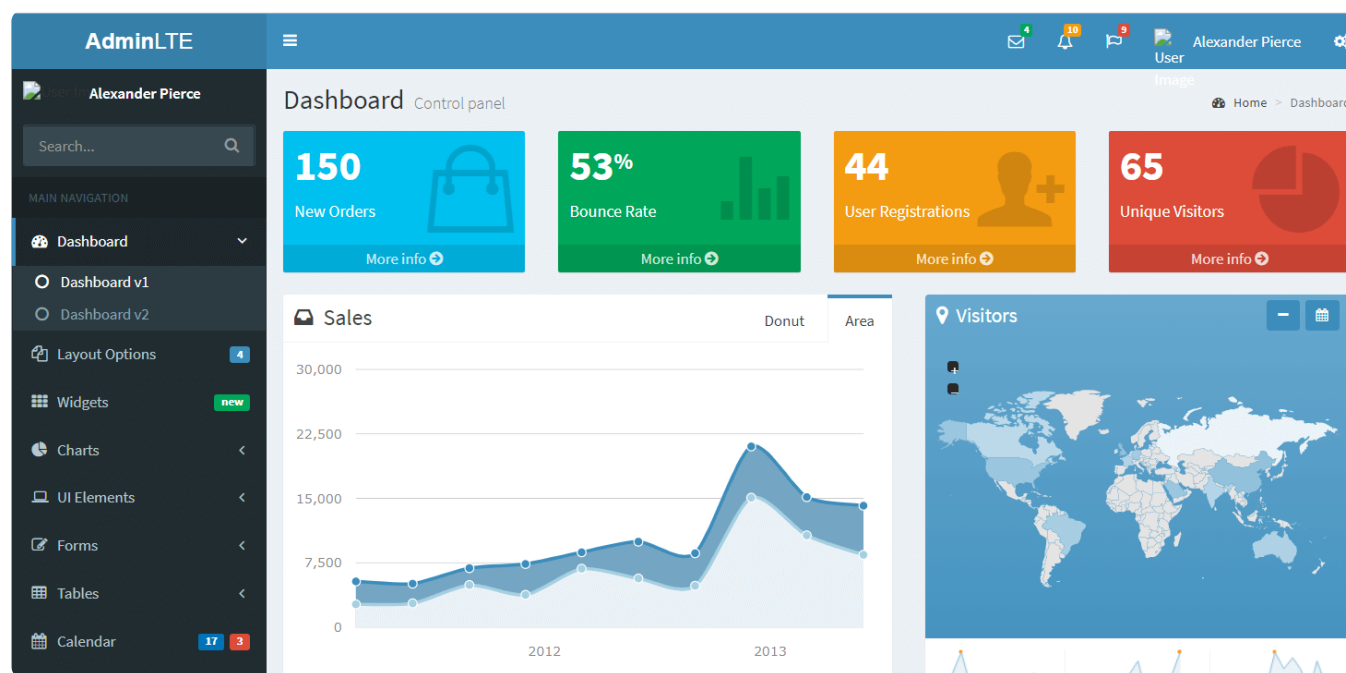 AdminLTE
4
10
9
User Image
Alexander Pierce
Alexander Pierce
Search...
MAIN NAVIGATION
Dashboard
Dashboard v1
Dashboard v2
Layout Options 4
Widgets new
Charts
UI Elements
Forms
Tables
Calendar 17 3
Dashboard Control panel
Home > Dashboard
150
New Orders
More info
53%
Bounce Rate
More info
44
User Registrations
More info
65
Unique Visitors
More info
Sales
Donut
Area
30,000
22,500
15,000
7,500
0
2012
2013
Visitors
+
−